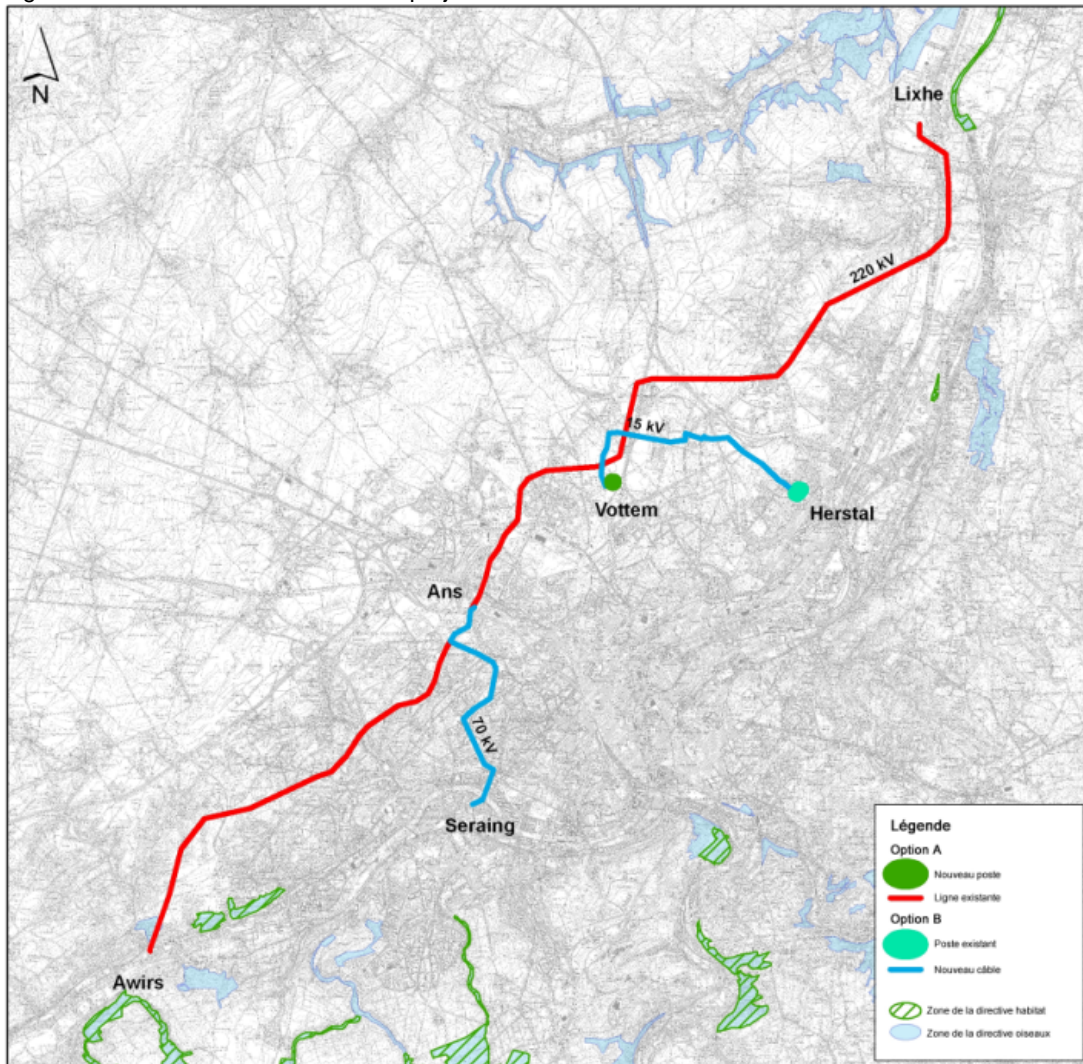 N
Lixhe
220 kV
15 kV
Vottem
Herstal
Ans
70 kV
Seraing
Awirs
Légende
Option A
Nouveau poste
Ligne existante
Option B
Poste existant
Nouveau câble
Zone de la directive habitat
Zone de la directive oiseaux